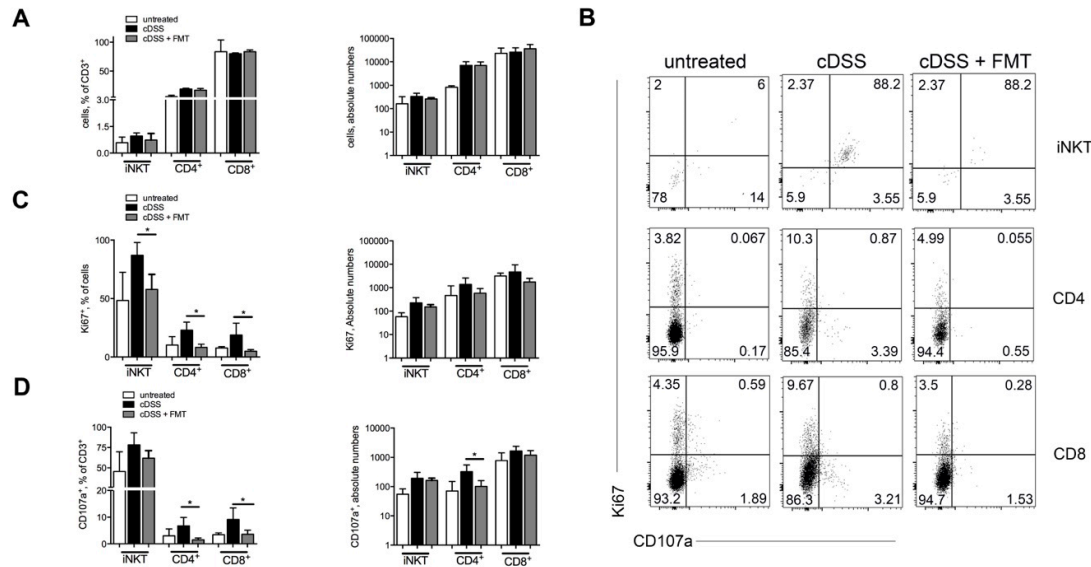 A
untreated
cDSS
cDSS + FMT
cells, % of CD3+
100
50
3.0
1.5
0.0
iNKT
CD4+
CD8+
cells, absolute numbers
100000
10000
1000
100
10
1
iNKT
CD4+
CD8+
B
untreated
cDSS
cDSS + FMT
2
6
78
14
2.37
88.2
5.9
3.55
2.37
88.2
5.9
3.55
iNKT
3.82
0.067
95.9
0.17
10.3
0.87
85.4
3.39
4.99
0.055
94.4
0.55
CD4
4.35
0.59
93.2
1.89
9.67
0.8
86.3
3.21
3.5
0.28
94.7
1.53
CD8
Ki67
CD107a
C
untreated
cDSS
cDSS + FMT
Ki67+, % of cells
100
50
0
*
*
*
iNKT
CD4+
CD8+
Ki67, Absolute numbers
100000
10000
1000
100
10
1
iNKT
CD4+
CD8+
D
untreated
cDSS
cDSS + FMT
CD107a+, % of CD3+
100
75
50
25
20
10
0
*
*
iNKT
CD4+
CD8+
CD107a+, absolute numbers
100000
10000
1000
100
10
1
*
iNKT
CD4+
CD8+